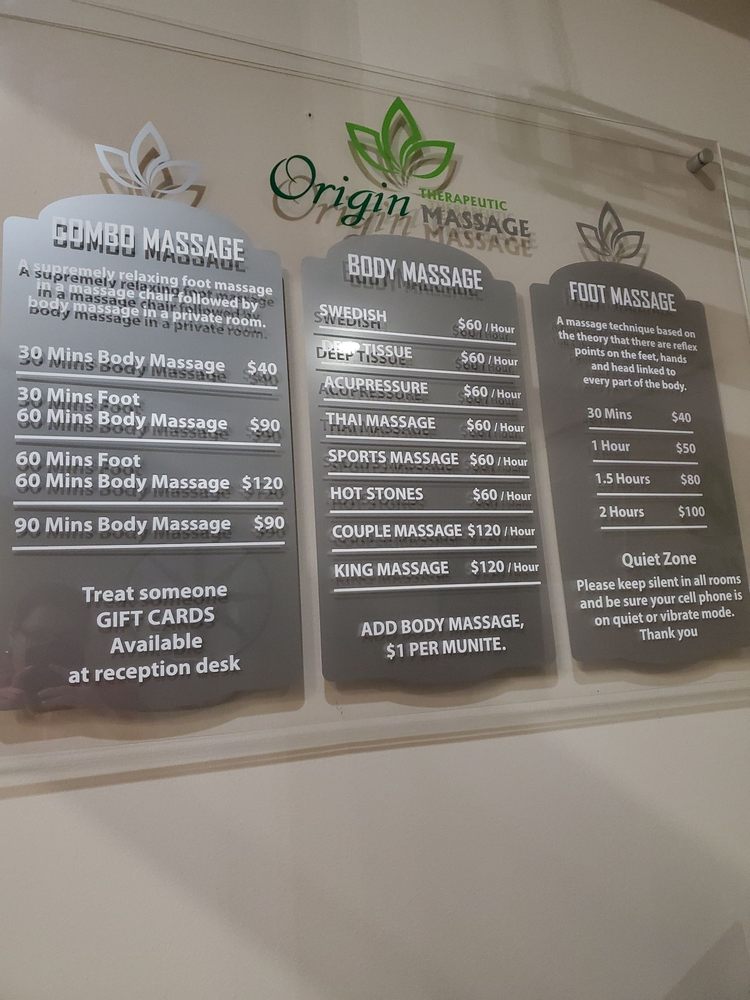 Origin THERAPEUTIC
MASSAGE
COMBO MASSAGE
A supremely relaxing foot massage
in a massage chair followed by
body massage in a private room.
30 Mins Body Massage $40
30 Mins Foot
60 Mins Body Massage $90
60 Mins Foot
60 Mins Body Massage $120
90 Mins Body Massage $90
Treat someone
GIFT CARDS
Available
at reception desk
BODY MASSAGE
SWEDISH $60 / Hour
DEEP TISSUE $60 / Hour
ACUPRESSURE $60 / Hour
THAI MASSAGE $60 / Hour
SPORTS MASSAGE $60 / Hour
HOT STONES $60 / Hour
COUPLE MASSAGE $120 / Hour
KING MASSAGE $120 / Hour
ADD BODY MASSAGE,
$1 PER MUNITE.
FOOT MASSAGE
A massage technique based on
the theory that there are reflex
points on the feet, hands
and head linked to
every part of the body.
30 Mins $40
1 Hour $50
1.5 Hours $80
2 Hours $100
Quiet Zone
Please keep silent in all rooms
and be sure your cell phone is
on quiet or vibrate mode.
Thank you